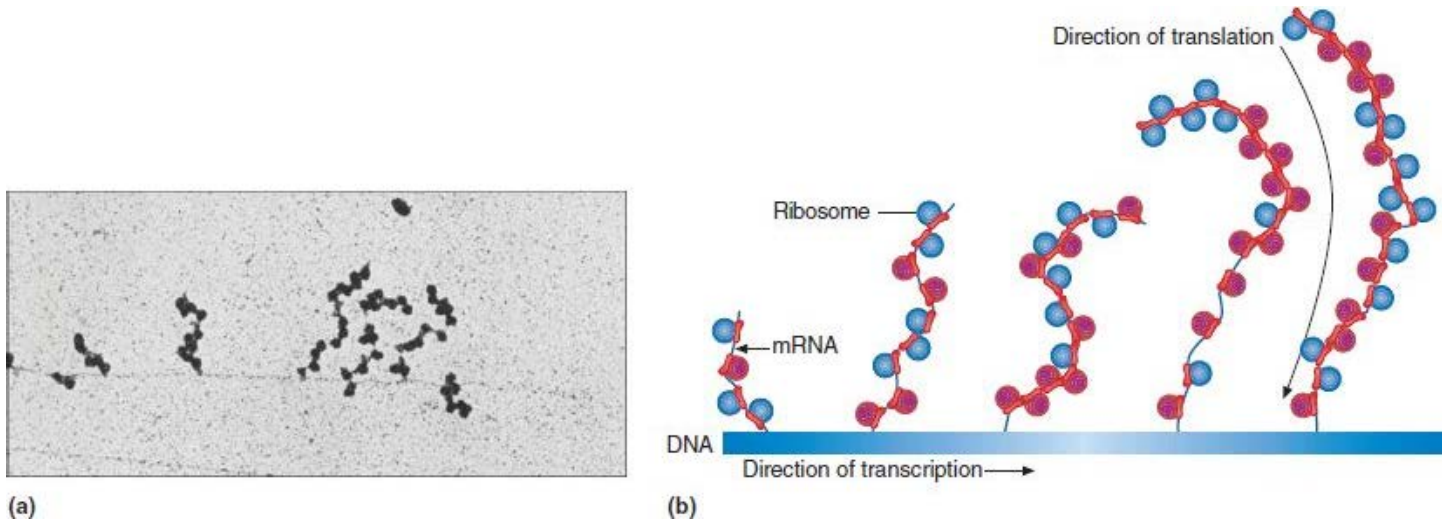 Direction of translation
Ribosome
mRNA
DNA
Direction of transcription
(a)
(b)